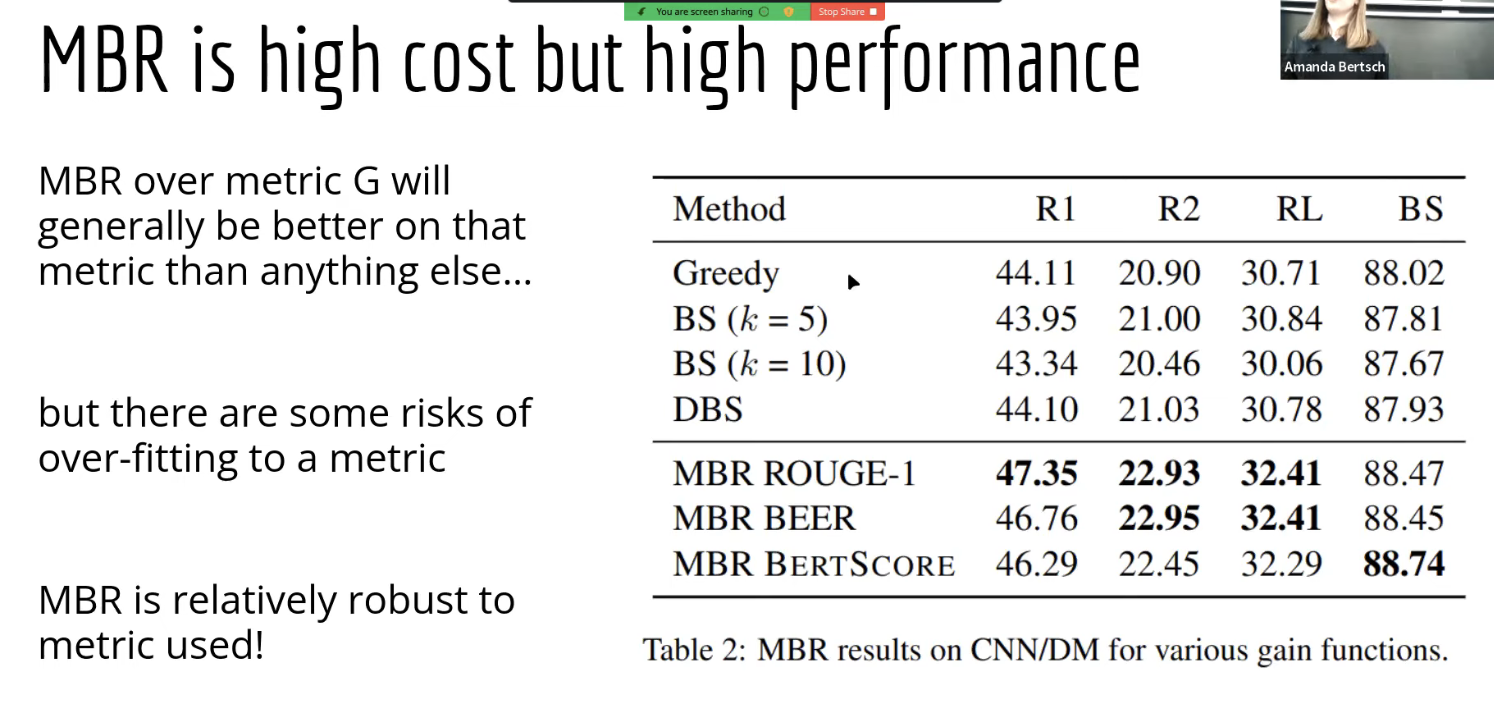 You are screen sharing Stop Share
MBR is high cost but high performance
Amanda Bertsch
MBR over metric G will
generally be better on that
metric than anything else...
but there are some risks of
over-fitting to a metric
MBR is relatively robust to
metric used!
Method R1 R2 RL BS
Greedy 44.11 20.90 30.71 88.02
BS (k = 5) 43.95 21.00 30.84 87.81
BS (k = 10) 43.34 20.46 30.06 87.67
DBS 44.10 21.03 30.78 87.93
MBR ROUGE-1 47.35 22.93 32.41 88.47
MBR BEER 46.76 22.95 32.41 88.45
MBR BERTSCORE 46.29 22.45 32.29 88.74
Table 2: MBR results on CNN/DM for various gain functions.